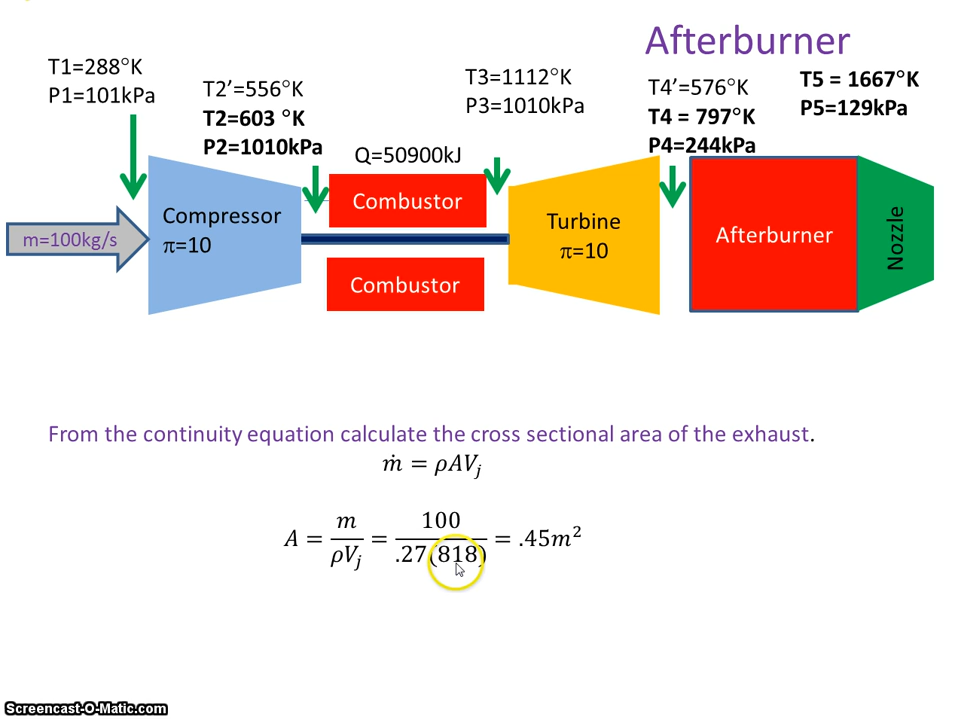 Afterburner
T1=288°K
P1=101kPa
T2’=556°K
T2=603 °K
P2=1010kPa
Q=50900kJ
T3=1112°K
P3=1010kPa
T4’=576°K
T4 = 797°K
P4=244kPa
T5 = 1667°K
P5=129kPa
m=100kg/s
Compressor
π=10
Combustor
Combustor
Turbine
π=10
Afterburner
Nozzle
From the continuity equation calculate the cross sectional area of the exhaust.
ṁ = ρAV_j
A = m/ρV_j = 100/.27(818) = .45m²
Screencast-O-Matic.com